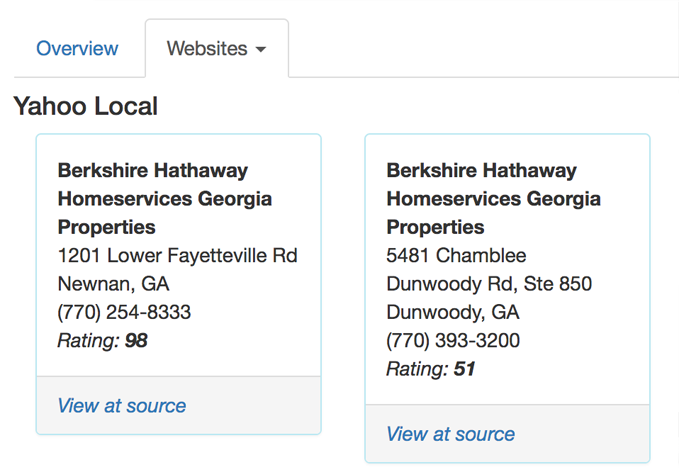 Overview
Websites
Yahoo Local
Berkshire Hathaway
Homeservices Georgia
Properties
1201 Lower Fayetteville Rd
Newnan, GA
(770) 254-8333
Rating: 98
View at source
Berkshire Hathaway
Homeservices Georgia
Properties
5481 Chamblee
Dunwoody Rd, Ste 850
Dunwoody, GA
(770) 393-3200
Rating: 51
View at source